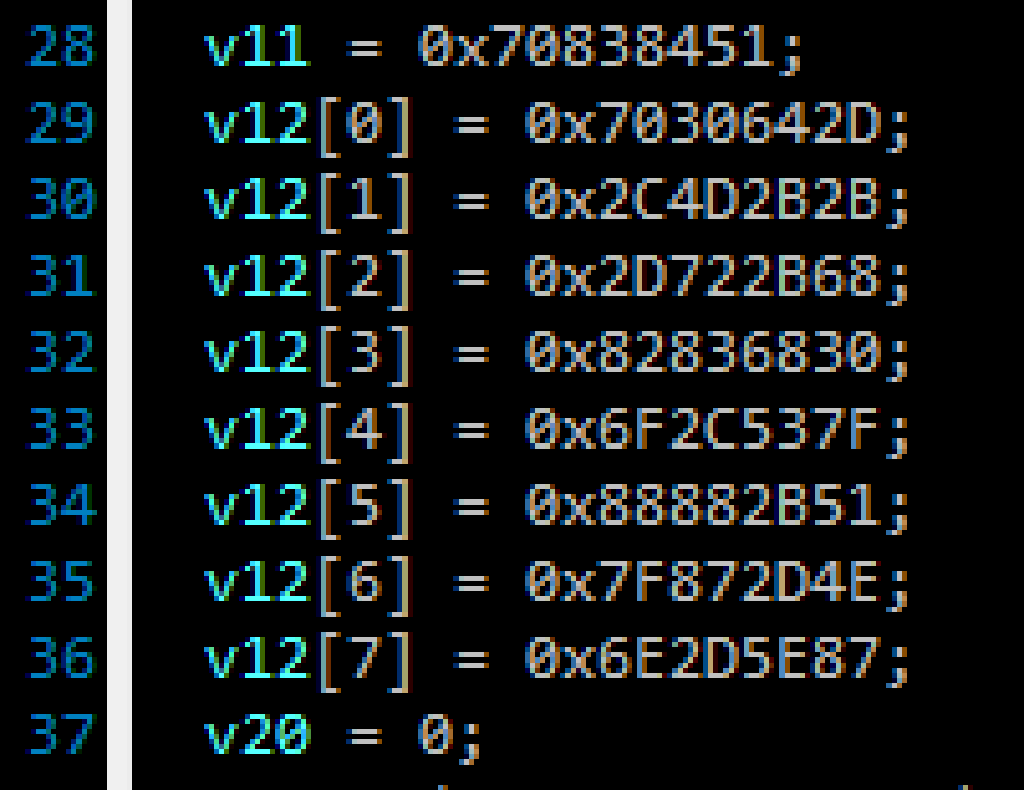 28 v11 = 0x70838451;
29 v12[0] = 0x7030642D;
30 v12[1] = 0x2C4D2B2B;
31 v12[2] = 0x2D722B68;
32 v12[3] = 0x82836830;
33 v12[4] = 0x6F2C537F;
34 v12[5] = 0x88882B51;
35 v12[6] = 0x7F872D4E;
36 v12[7] = 0x6E2D5E87;
37 v20 = 0;